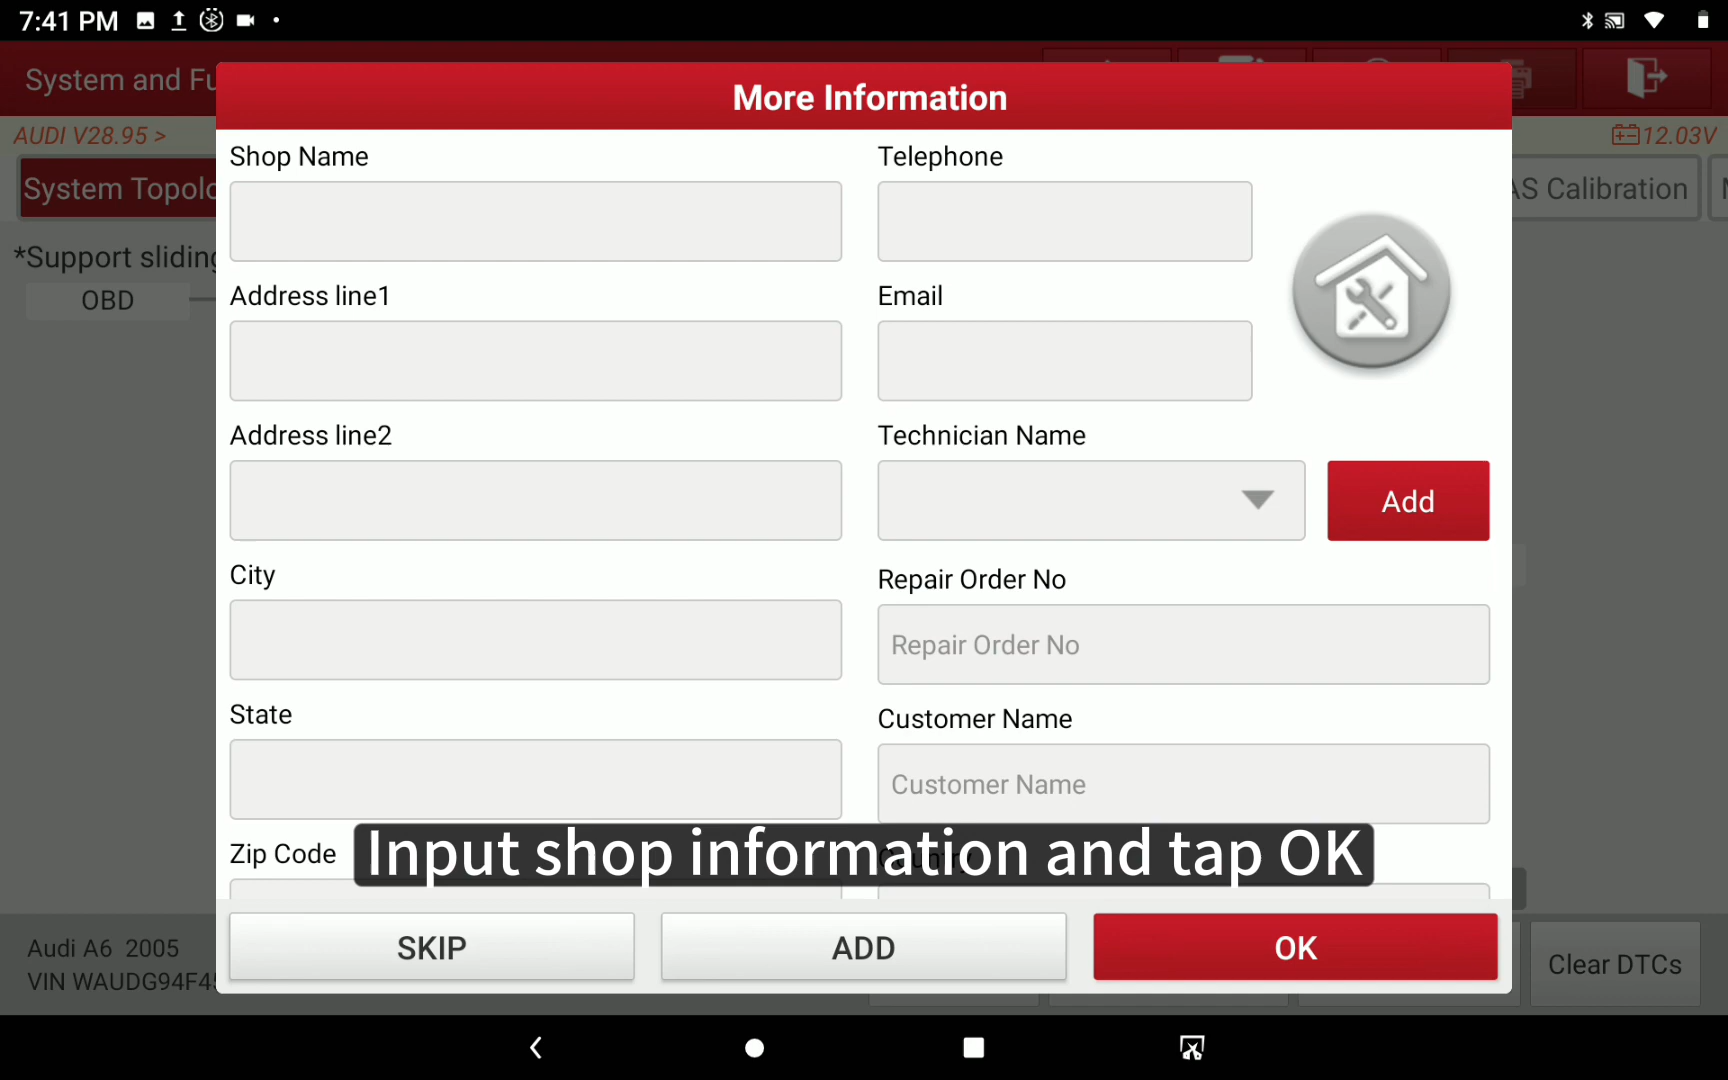 7:41 PM
System and Fu
More Information
AUDI V28.95 >
12.03V
System Topolo
AS Calibration
*Support sliding
OBD
Shop Name
Telephone
Address line1
Email
Address line2
Technician Name
Add
City
Repair Order No
Repair Order No
State
Customer Name
Customer Name
Zip Code
Country
Input shop information and tap OK
Audi A6 2005
VIN WAUDG94F45
SKIP
ADD
OK
Clear DTCs